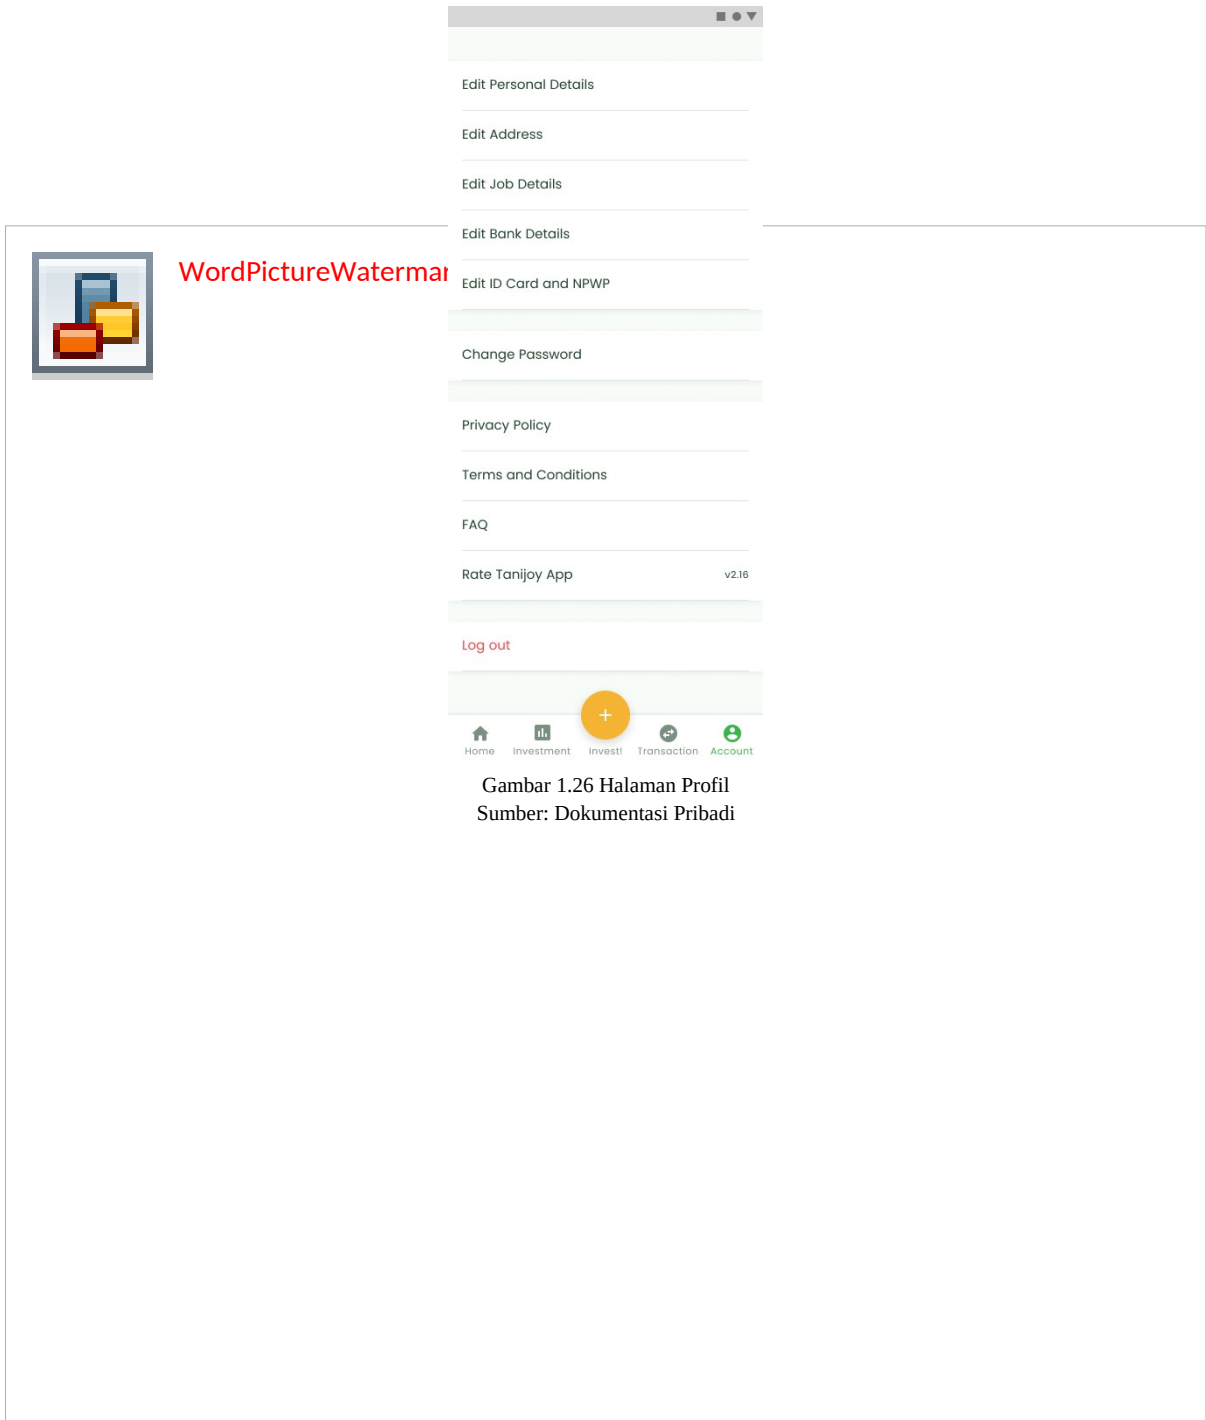 Edit Personal Details
Edit Address
Edit Job Details
Edit Bank Details
Edit ID Card and NPWP
Change Password
Privacy Policy
Terms and Conditions
FAQ
Rate Tanijoy App v2.16
Log out
+
Home Investment Invest! Transaction Account
Gambar 1.26 Halaman Profil
Sumber: Dokumentasi Pribadi